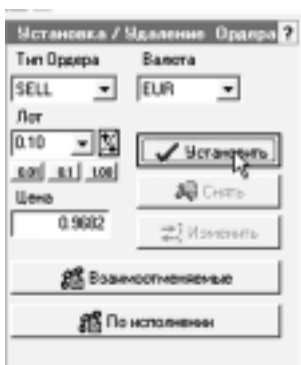 Установка / Удаление Ордера ?
Тип Ордера Валюта
SELL EUR
Лот
0.10 Установить
0.01 0.1 1.00 Снять
Цена
0.9682 Изменить
Взаимоотменяемые
По исполнении